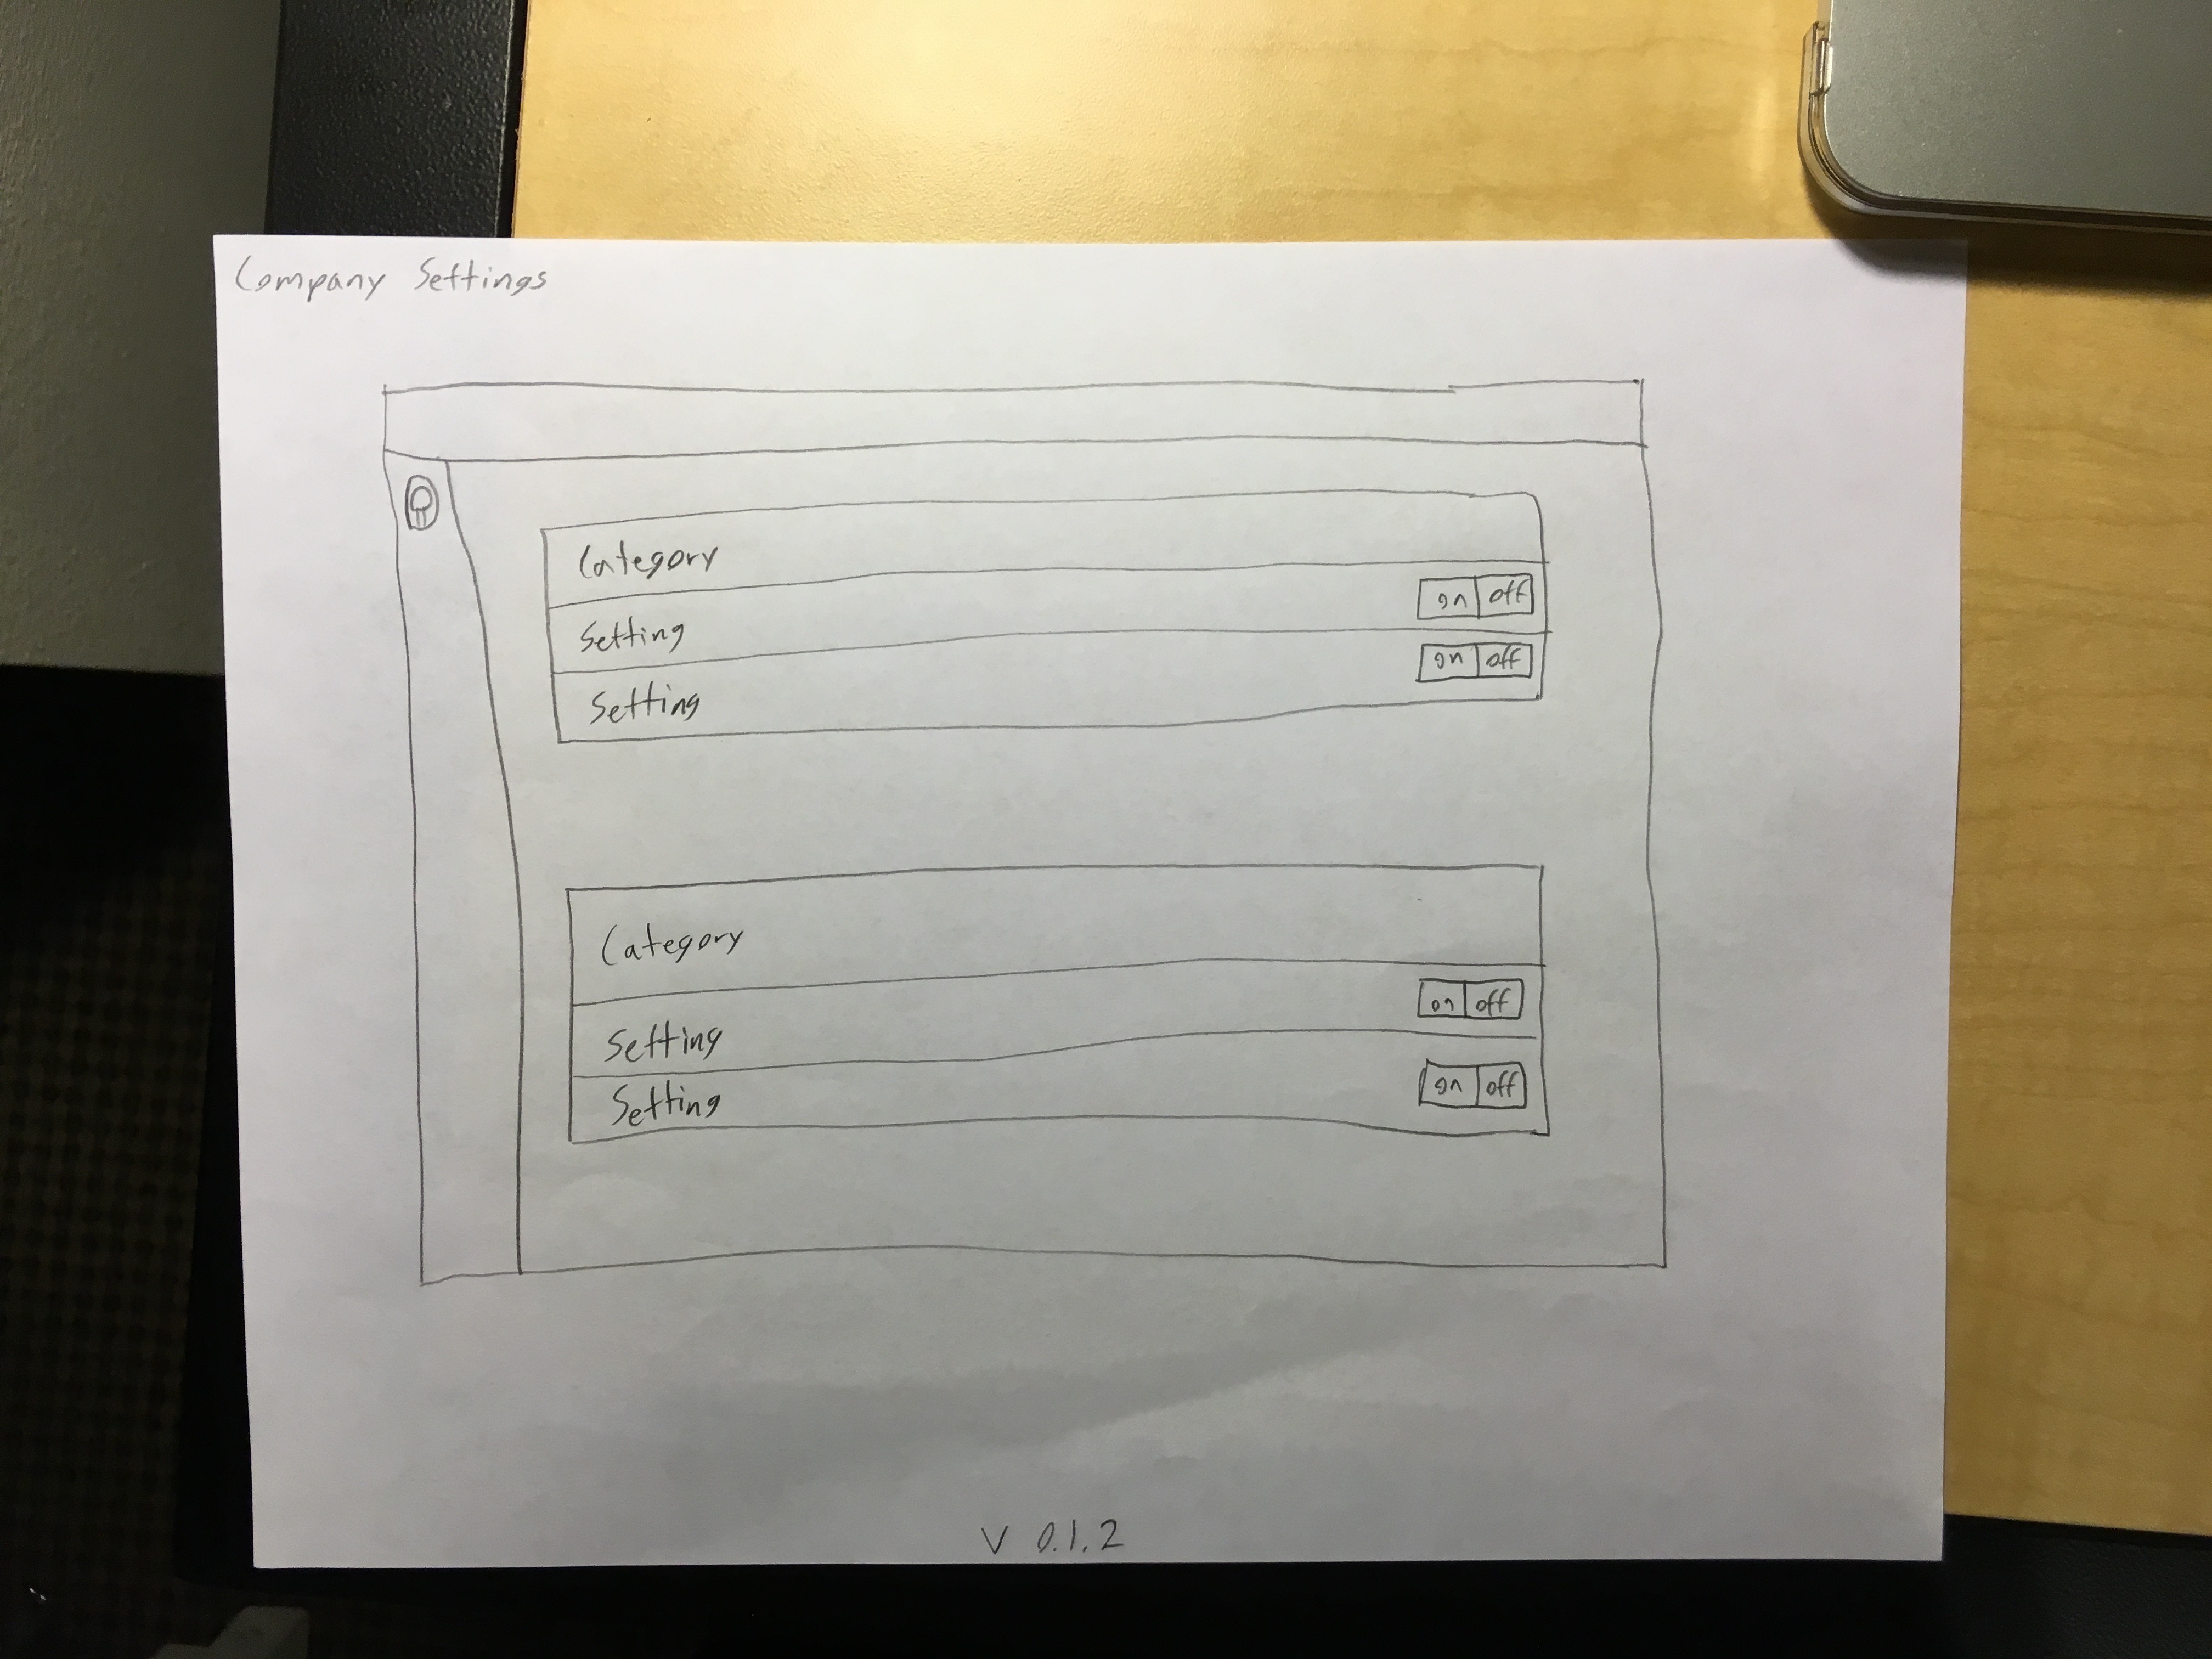 Company Settings
Category
Setting on off
Setting on off
Category
Setting on off
Setting on off
V 0.1.2